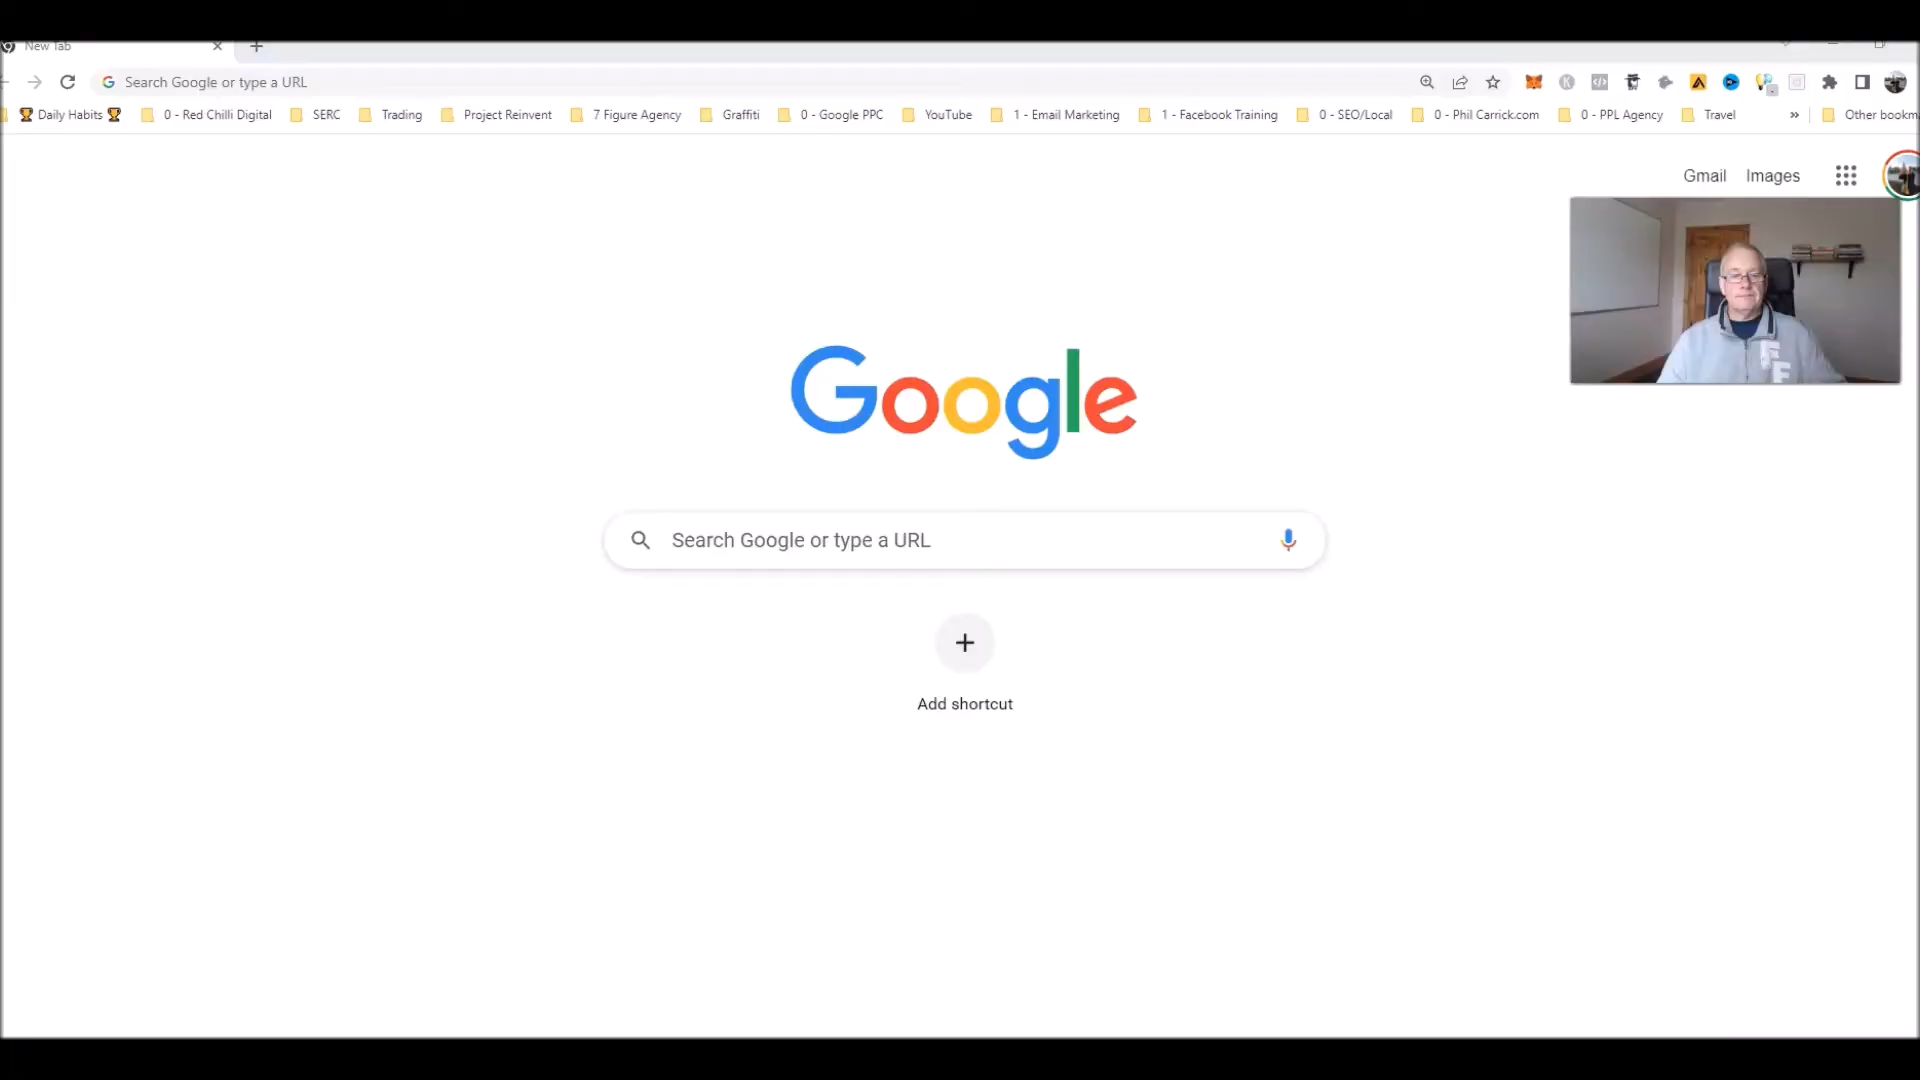 New Tab
Search Google or type a URL
Daily Habits 0 - Red Chilli Digital SERC Trading Project Reinvent 7 Figure Agency Graffiti 0 - Google PPC YouTube 1 - Email Marketing 1 - Facebook Training 0 - SEO/Local 0 - Phil Carrick.com 0 - PPL Agency Travel » Other bookma
Gmail Images
F
F
Google
Search Google or type a URL
Add shortcut